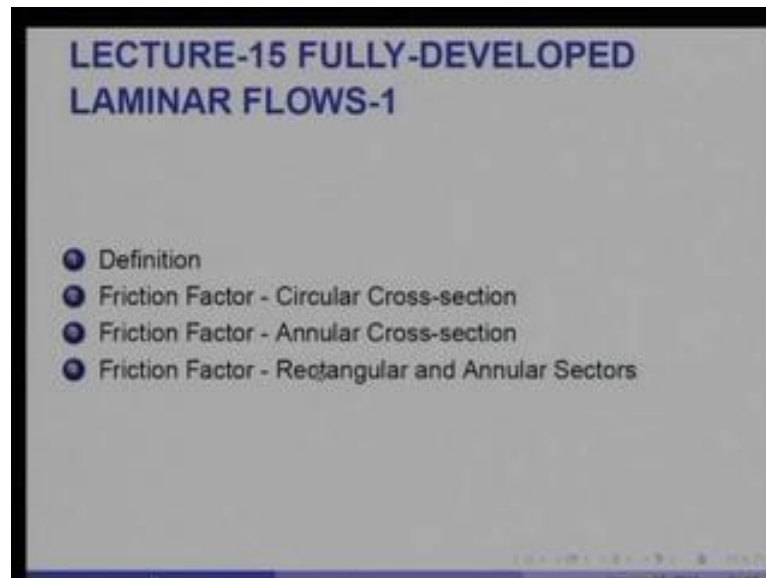 LECTURE-15 FULLY-DEVELOPED
LAMINAR FLOWS-1
Definition
Friction Factor - Circular Cross-section
Friction Factor - Annular Cross-section
Friction Factor - Rectangular and Annular Sectors